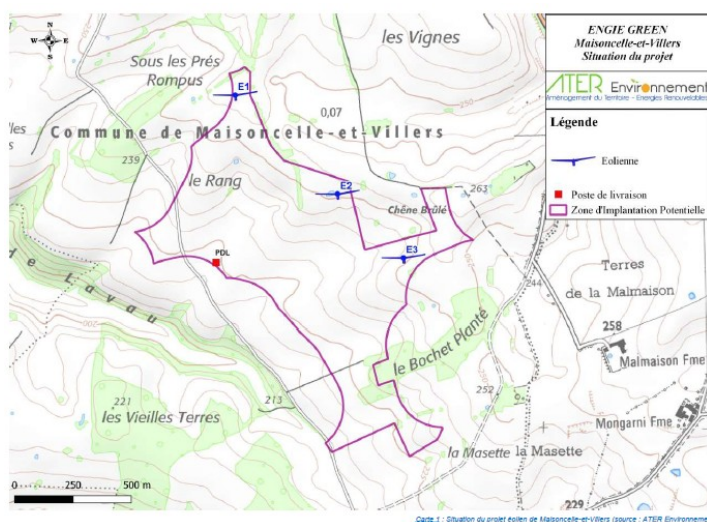 ENGIE GREEN
Maisoncelle-et-Villers
Situation du projet
ATER Environnement
Aménagement du Territoire - Energies Renouvelables
Légende
Eolienne
Poste de livraison
Zone d'Implantation Potentielle
N
W E
S
les Vignes
Sous les Prés
Rompus
E1
0,07
Commune de Maisoncelle-et-Villers
239
le Rang
E2
263
Chêne Brûlé
E3
PDL
de Lavau
244
Terres
de la Malmaison
258
Malmaison Fme
le Bochet Planté
252
221
213
les Vieilles Terres
la Masette la Masette
Mongarni Fme
229
0 250 500 m
Carte 1 : Situation du projet éolien de Maisoncelle-et-Villers (source : ATER Environneme